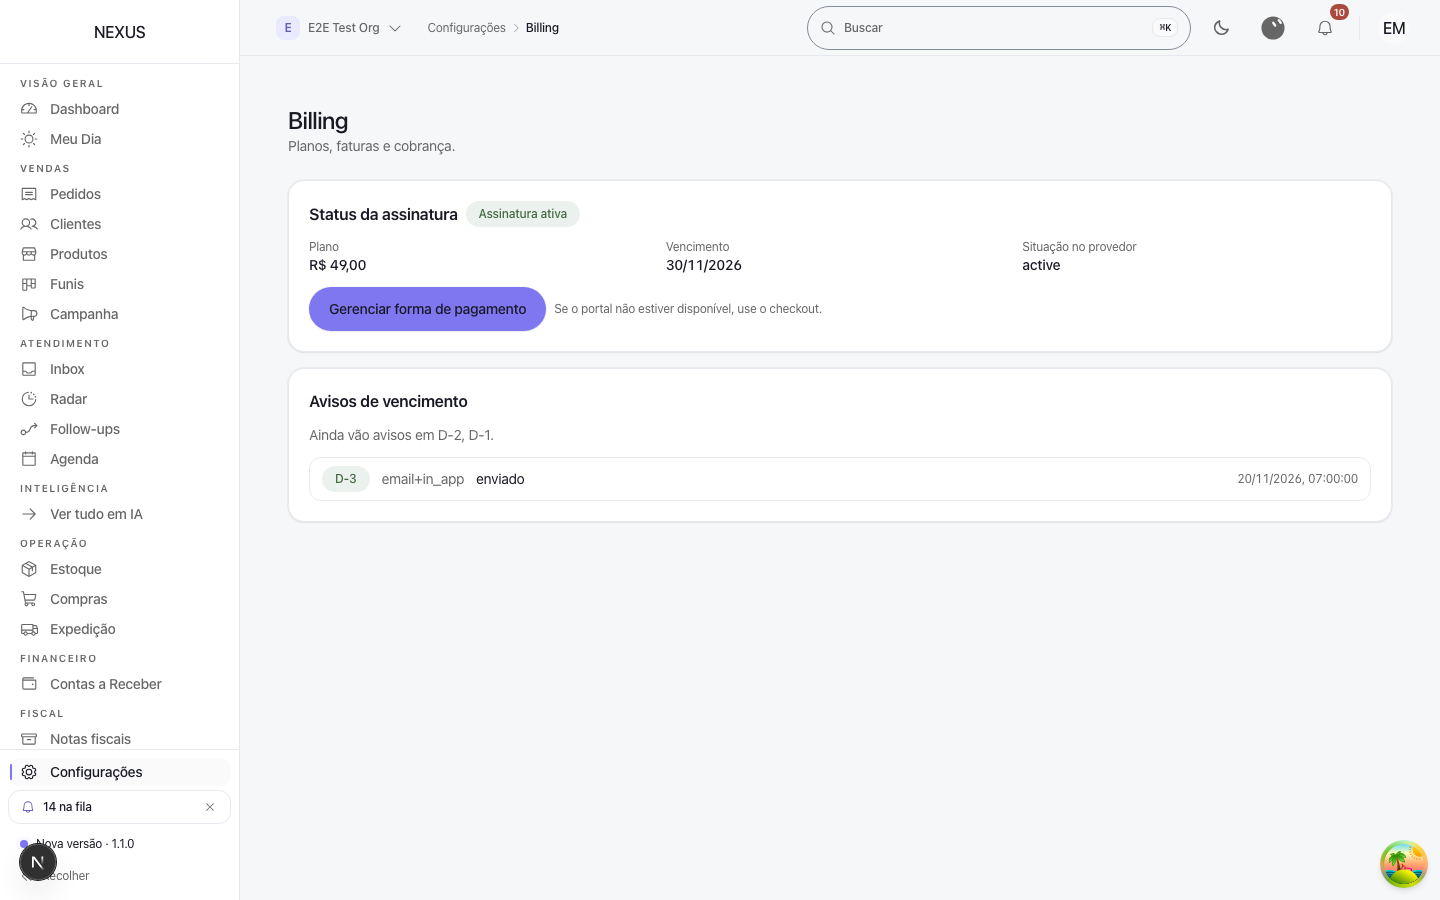 NEXUS
VISÃO GERAL
Dashboard
Meu Dia
VENDAS
Pedidos
Clientes
Produtos
Funis
Campanha
ATENDIMENTO
Inbox
Radar
Follow-ups
Agenda
INTELIGÊNCIA
Ver tudo em IA
OPERAÇÃO
Estoque
Compras
Expedição
FINANCEIRO
Contas a Receber
FISCAL
Notas fiscais
Configurações
14 na fila
Nova versão · 1.1.0
N
Recolher
E E2E Test Org Configurações > Billing
Buscar ⌘K
10
EM
Billing
Planos, faturas e cobrança.
Status da assinatura Assinatura ativa
Plano Vencimento Situação no provedor
R$ 49,00 30/11/2026 active
Gerenciar forma de pagamento Se o portal não estiver disponível, use o checkout.
Avisos de vencimento
Ainda vão avisos em D-2, D-1.
D-3 email+in_app enviado 20/11/2026, 07:00:00